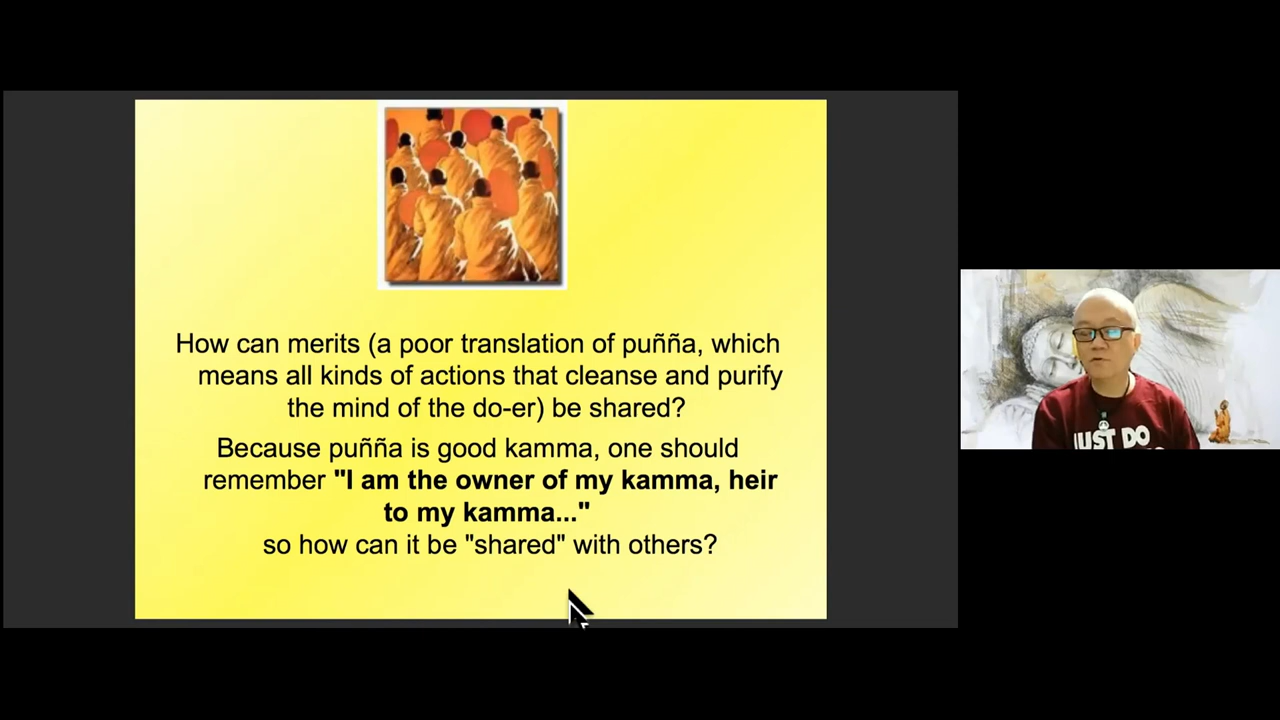 How can merits (a poor translation of puñña, which
means all kinds of actions that cleanse and purify
the mind of the do-er) be shared?
Because puñña is good kamma, one should
remember "I am the owner of my kamma, heir
to my kamma..."
so how can it be "shared" with others?
JUST DO